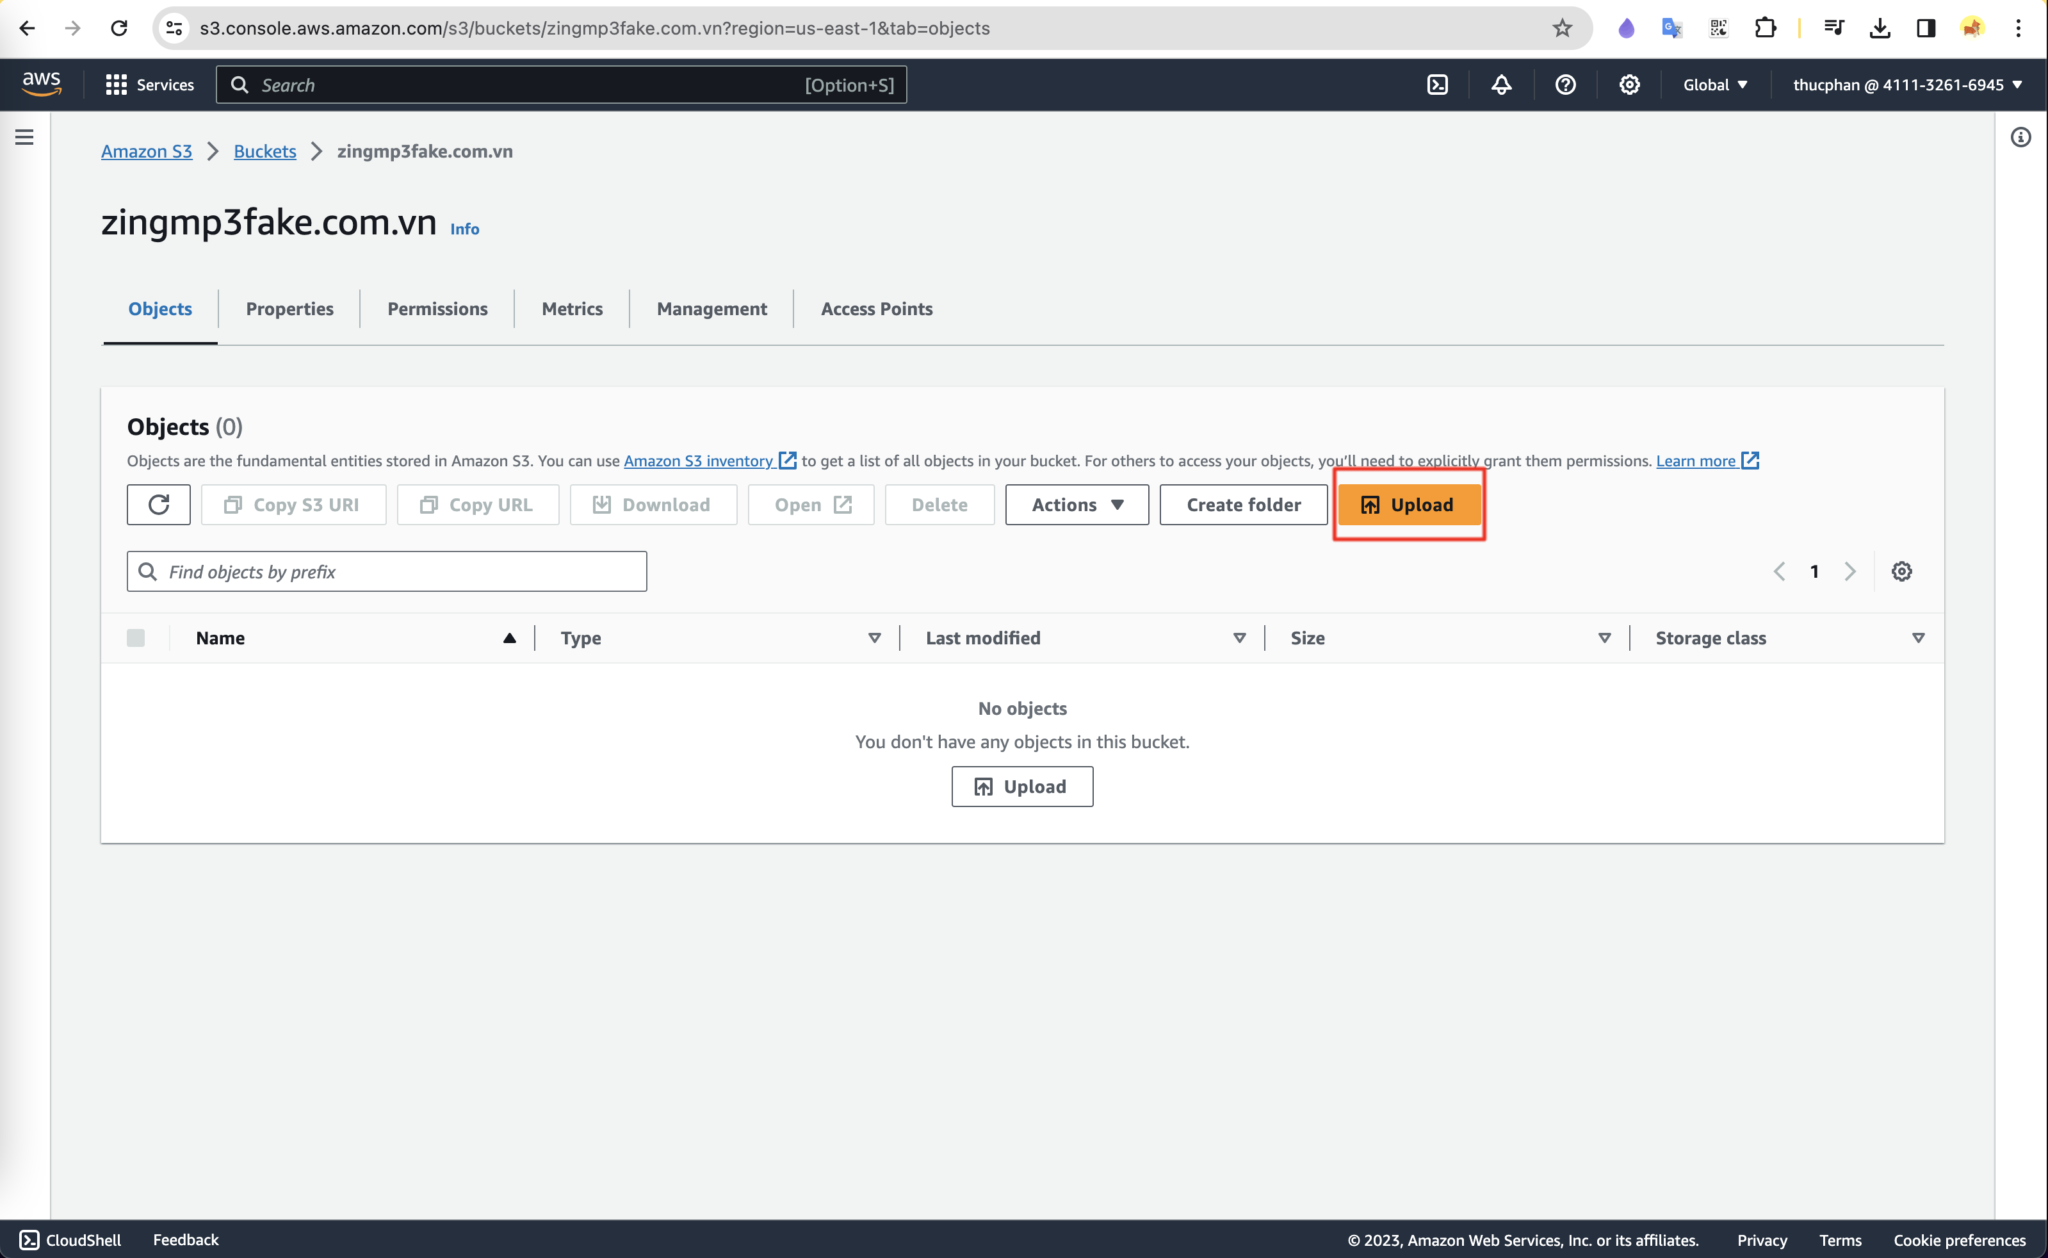 s3.console.aws.amazon.com/s3/buckets/zingmp3fake.com.vn?region=us-east-1&tab=objects
aws Services Search [Option+S] Global thucphan @ 4111-3261-6945
Amazon S3 Buckets zingmp3fake.com.vn
zingmp3fake.com.vn Info
Objects Properties Permissions Metrics Management Access Points
Objects (0)
Objects are the fundamental entities stored in Amazon S3. You can use Amazon S3 inventory to get a list of all objects in your bucket. For others to access your objects, you'll need to explicitly grant them permissions. Learn more
Copy S3 URI Copy URL Download Open Delete Actions Create folder Upload
Find objects by prefix 1
Name Type Last modified Size Storage class
No objects
You don't have any objects in this bucket.
Upload
CloudShell Feedback © 2023, Amazon Web Services, Inc. or its affiliates. Privacy Terms Cookie preferences